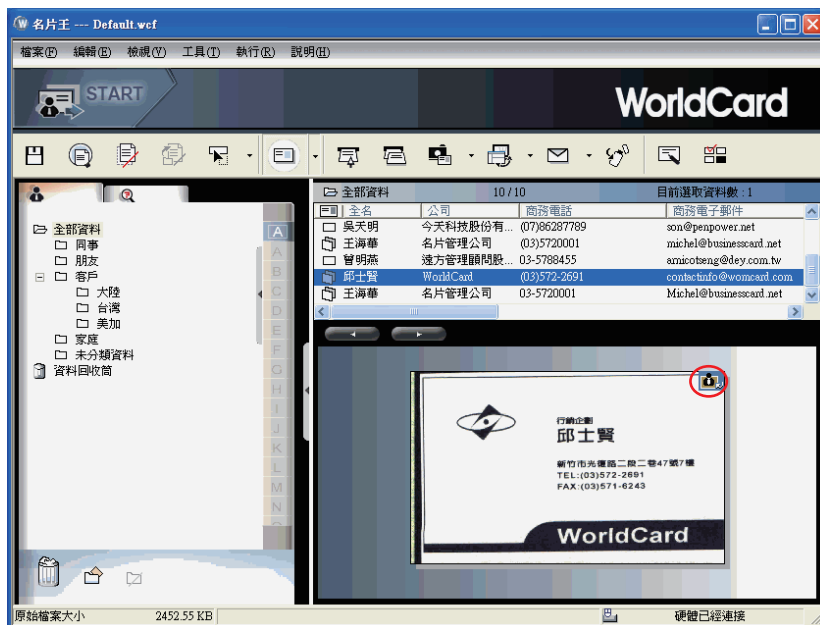 名片王 --- Default.wcf
檔案(F) 編輯(E) 檢視(V) 工具(T) 執行(R) 説明(H)
START
WorldCard
全部資料 10/10 目前選取資料數：1
全名 公司 商務電話 商務電子郵件
吳天明 今天科技股份有... (07)86287789 son@penpower.net
王海華 名片管理公司 (03)5720001 michel@businesscard.net
曾明燕 遠方管理顧問股... 03-5788455 amicotseng@dey.com.tw
邱士賢 WorldCard (03)572-2691 contactinfo@womcard.com
王海華 名片管理公司 03-5720001 Michel@businesscard.net
全部資料
同事
朋友
客戶
大陸
台灣
美加
家庭
未分類資料
資料回收筒
A
A
B
C
D
E
F
G
H
I
J
K
L
M
N
行銷企劃
邱士賢
新竹市光復路二段二巷47號7樓
TEL:(03)572-2691
FAX:(03)571-6243
WorldCard
原始檔案大小 2452.55 KB 硬體已經連接